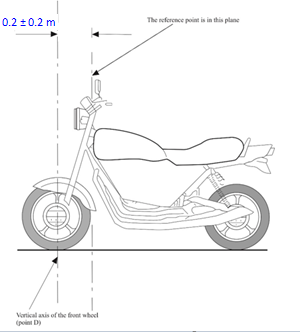 The reference point is in this plane
0.2 ± 0.2 m
Vertical axis of the front wheel
(point D)